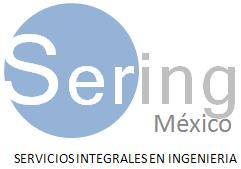 Sering
México
SERVICIOS INTEGRALES EN INGENIERIA